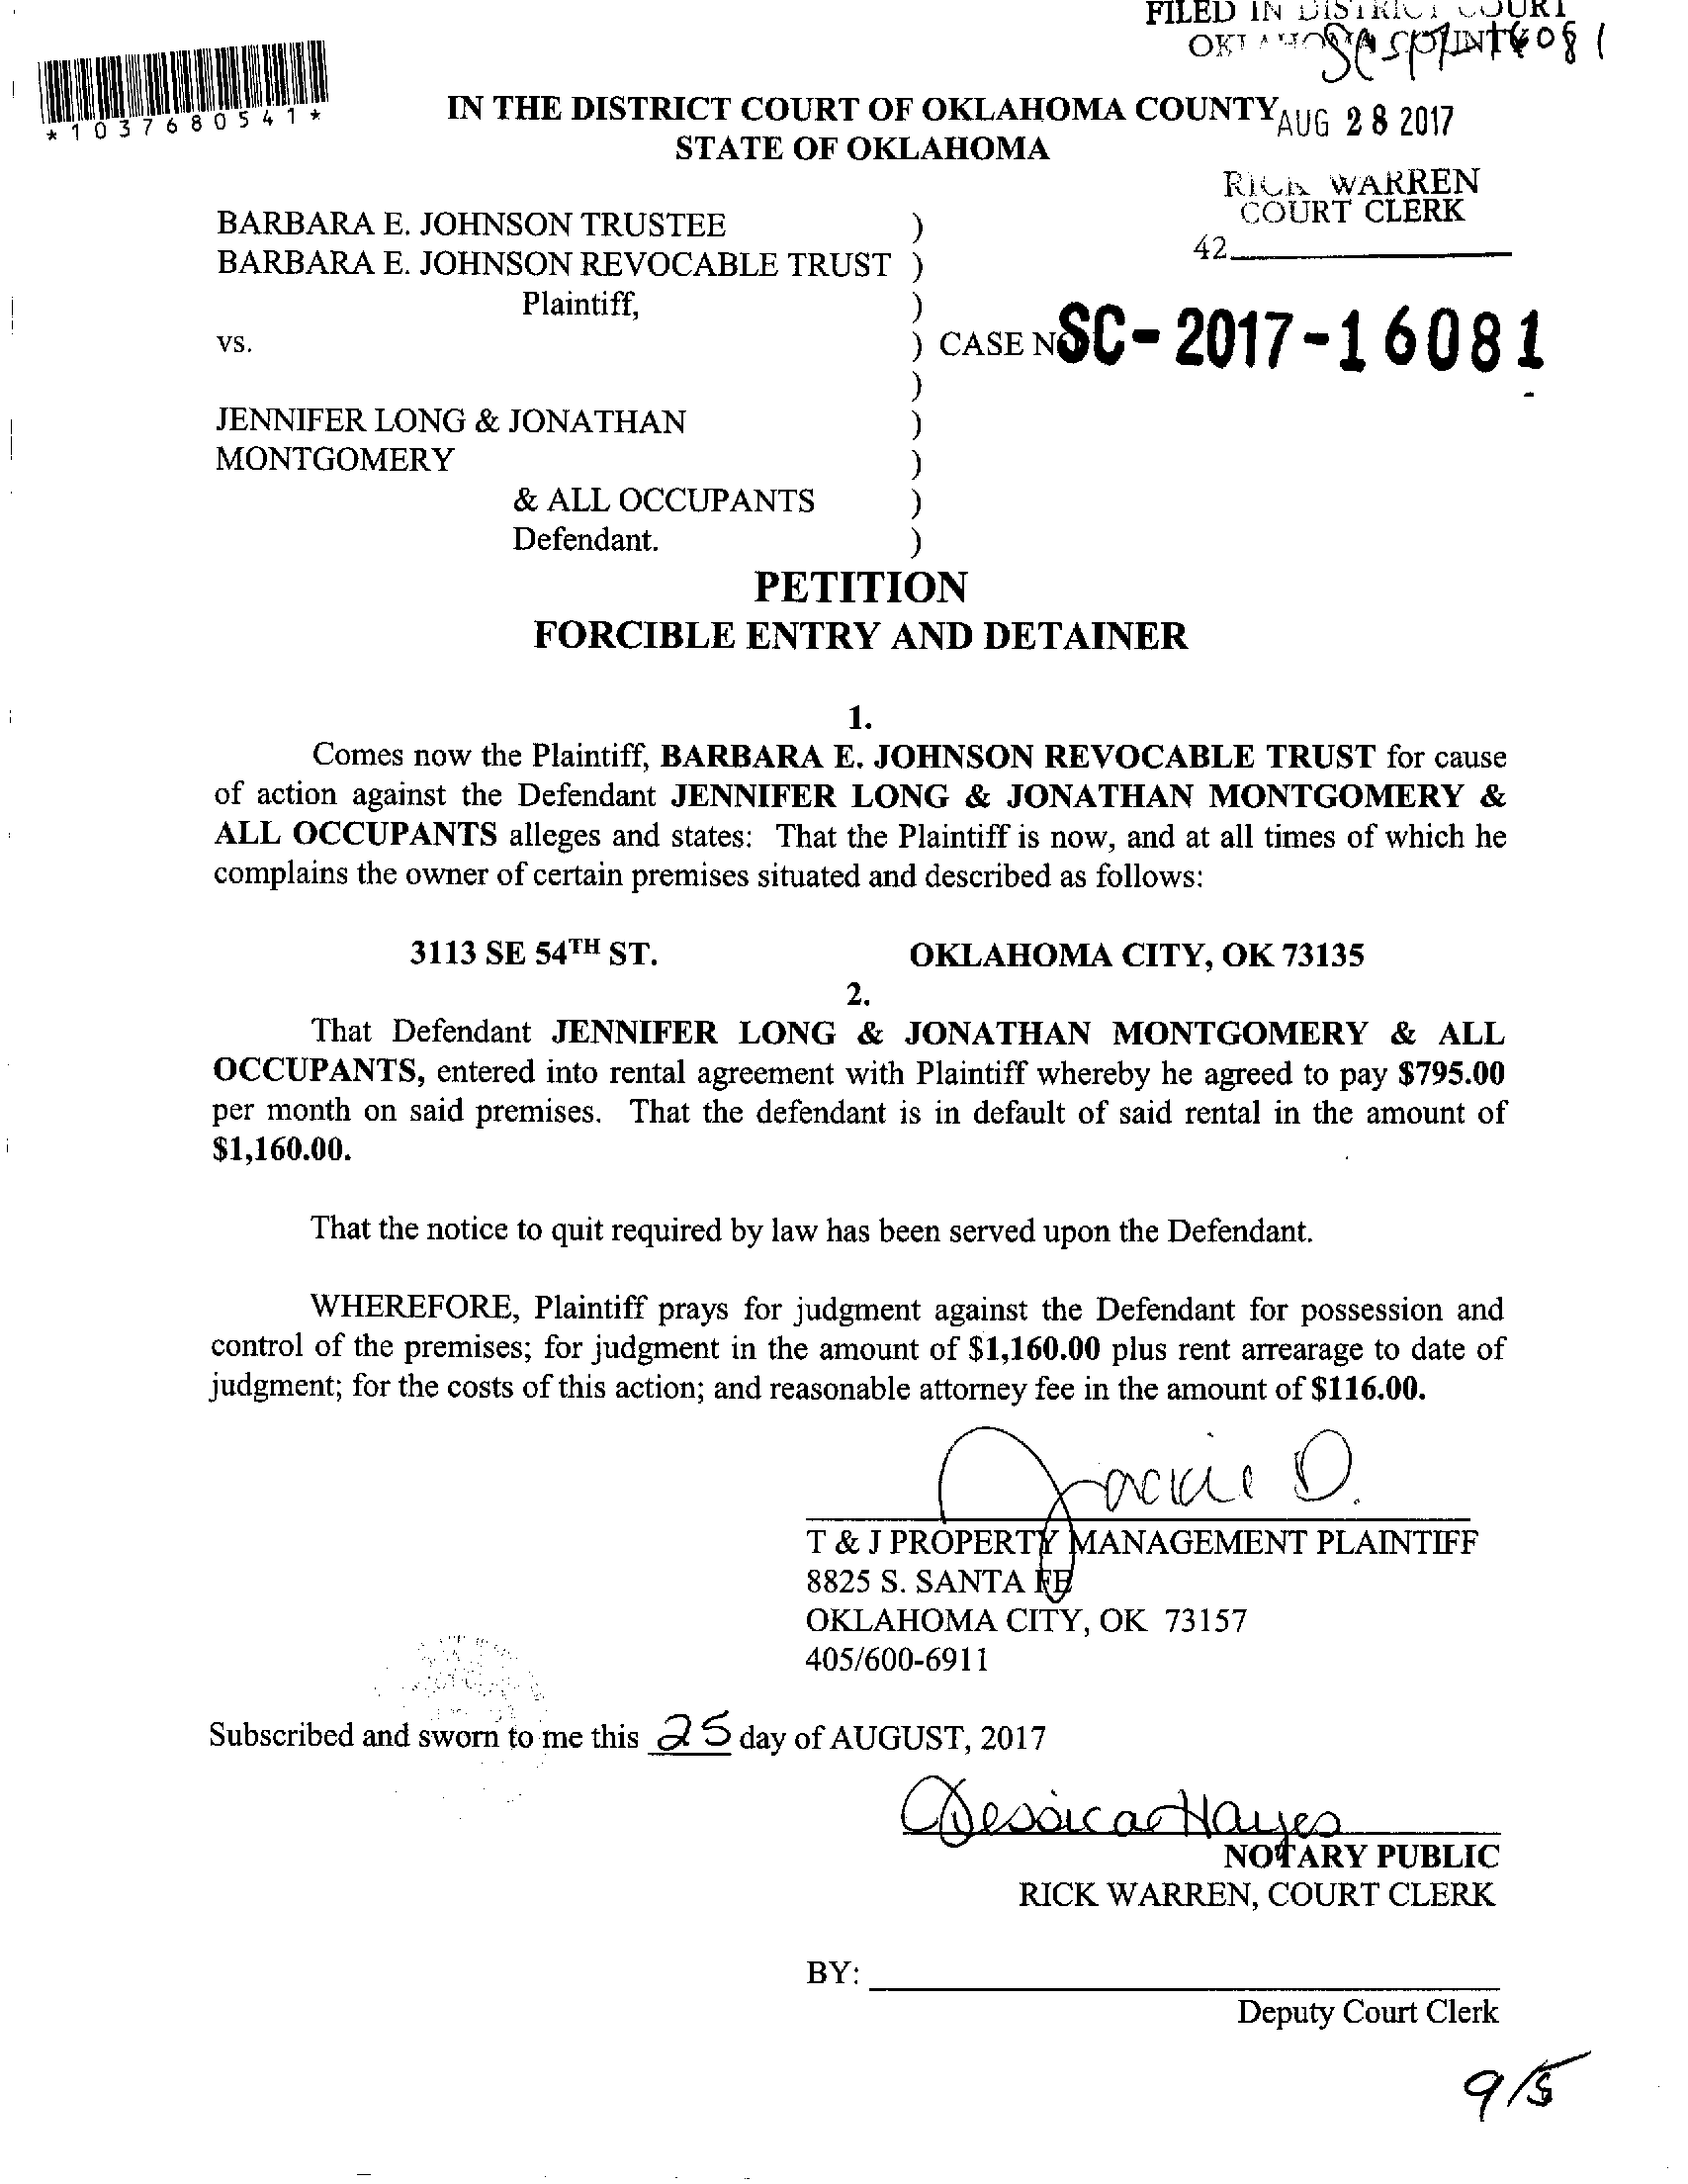 FILED IN DISTRICT COURT
OKLAHOMA COUNTY
*1037680541*
IN THE DISTRICT COURT OF OKLAHOMA COUNTY
AUG 28 2017
STATE OF OKLAHOMA
RICK WARREN
COURT CLERK
42
BARBARA E. JOHNSON TRUSTEE )
BARBARA E. JOHNSON REVOCABLE TRUST )
Plaintiff, )
vs. ) CASE NO SC-2017-16081
)
JENNIFER LONG & JONATHAN )
MONTGOMERY )
& ALL OCCUPANTS )
Defendant. )
PETITION
FORCIBLE ENTRY AND DETAINER
1.
Comes now the Plaintiff, BARBARA E. JOHNSON REVOCABLE TRUST for cause
of action against the Defendant JENNIFER LONG & JONATHAN MONTGOMERY &
ALL OCCUPANTS alleges and states: That the Plaintiff is now, and at all times of which he
complains the owner of certain premises situated and described as follows:
3113 SE 54TH ST. OKLAHOMA CITY, OK 73135
2.
That Defendant JENNIFER LONG & JONATHAN MONTGOMERY & ALL
OCCUPANTS, entered into rental agreement with Plaintiff whereby he agreed to pay $795.00
per month on said premises. That the defendant is in default of said rental in the amount of
$1,160.00.
That the notice to quit required by law has been served upon the Defendant.
WHEREFORE, Plaintiff prays for judgment against the Defendant for possession and
control of the premises; for judgment in the amount of $1,160.00 plus rent arrearage to date of
judgment; for the costs of this action; and reasonable attorney fee in the amount of $116.00.
Jackie D.
T & J PROPERTY MANAGEMENT PLAINTIFF
8825 S. SANTA FE
OKLAHOMA CITY, OK 73157
405/600-6911
Subscribed and sworn to me this 25 day of AUGUST, 2017
Jessica Hayes
NOTARY PUBLIC
RICK WARREN, COURT CLERK
BY:
Deputy Court Clerk
9/5